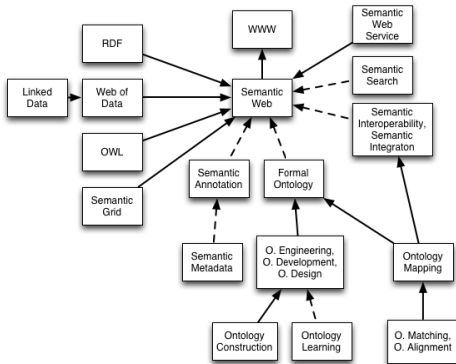 RDF
WWW
Semantic
Web
Service
Linked
Data
Web of
Data
Semantic
Web
Semantic
Search
OWL
Semantic
Interoperability,
Semantic
Integraton
Semantic
Grid
Semantic
Annotation
Formal
Ontology
Semantic
Metadata
O. Engineering,
O. Development,
O. Design
Ontology
Mapping
Ontology
Construction
Ontology
Learning
O. Matching,
O. Alignment